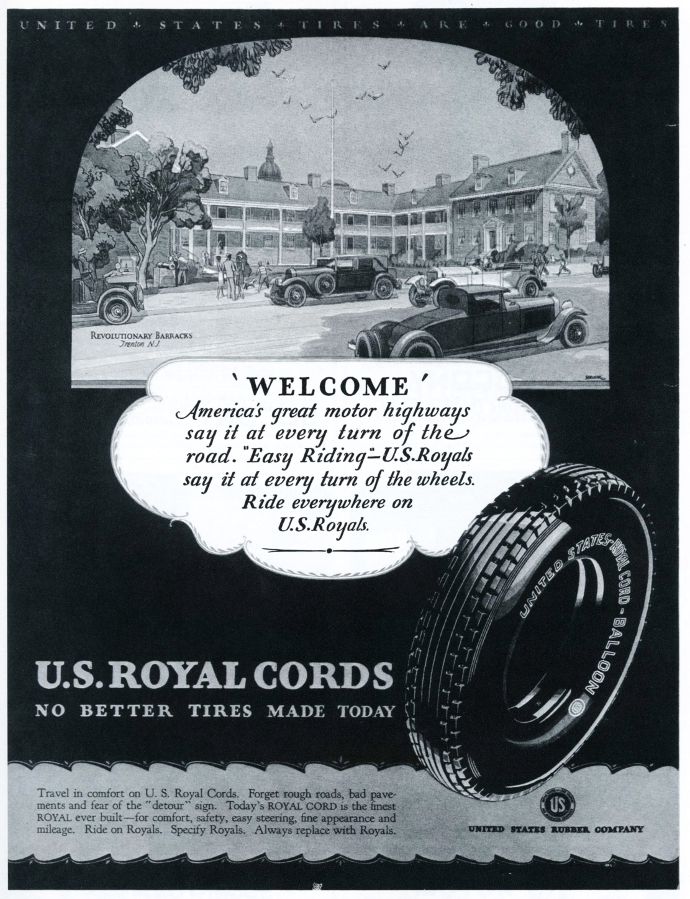 UNITED STATES TIRES ARE GOOD TIRES
REVOLUTIONARY BARRACKS
Trenton N.J.
'WELCOME'
America's great motor highways
say it at every turn of the
road. "Easy Riding"–U.S.Royals
say it at every turn of the wheels.
Ride everywhere on
U.S.Royals.
UNITED STATES-ROYAL CORD-BALLOON
U.S. ROYAL CORDS
NO BETTER TIRES MADE TODAY
Travel in comfort on U. S. Royal Cords. Forget rough roads, bad pave-
ments and fear of the "detour" sign. Today's ROYAL CORD is the finest
ROYAL ever built—for comfort, safety, easy steering, fine appearance and
mileage. Ride on Royals. Specify Royals. Always replace with Royals.
US
UNITED STATES RUBBER COMPANY